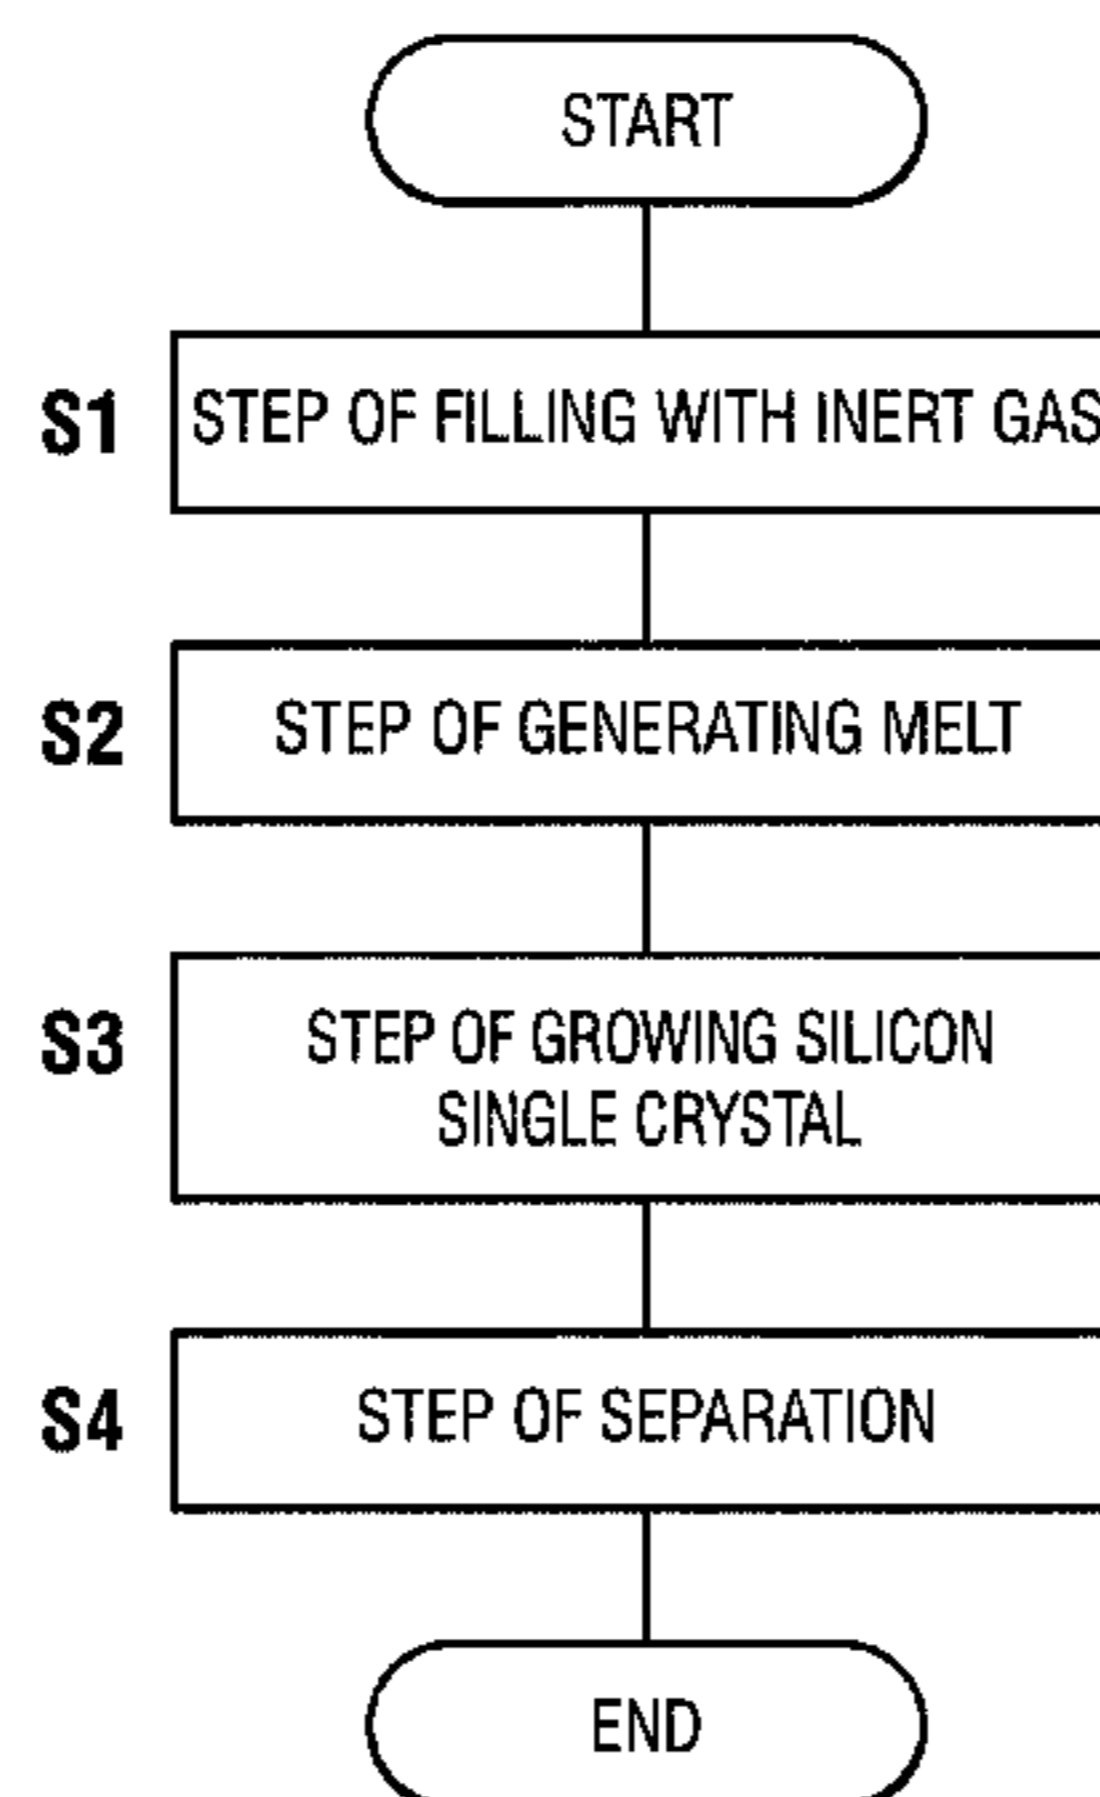 START
S1 STEP OF FILLING WITH INERT GAS
S2 STEP OF GENERATING MELT
S3 STEP OF GROWING SILICON
SINGLE CRYSTAL
S4 STEP OF SEPARATION
END